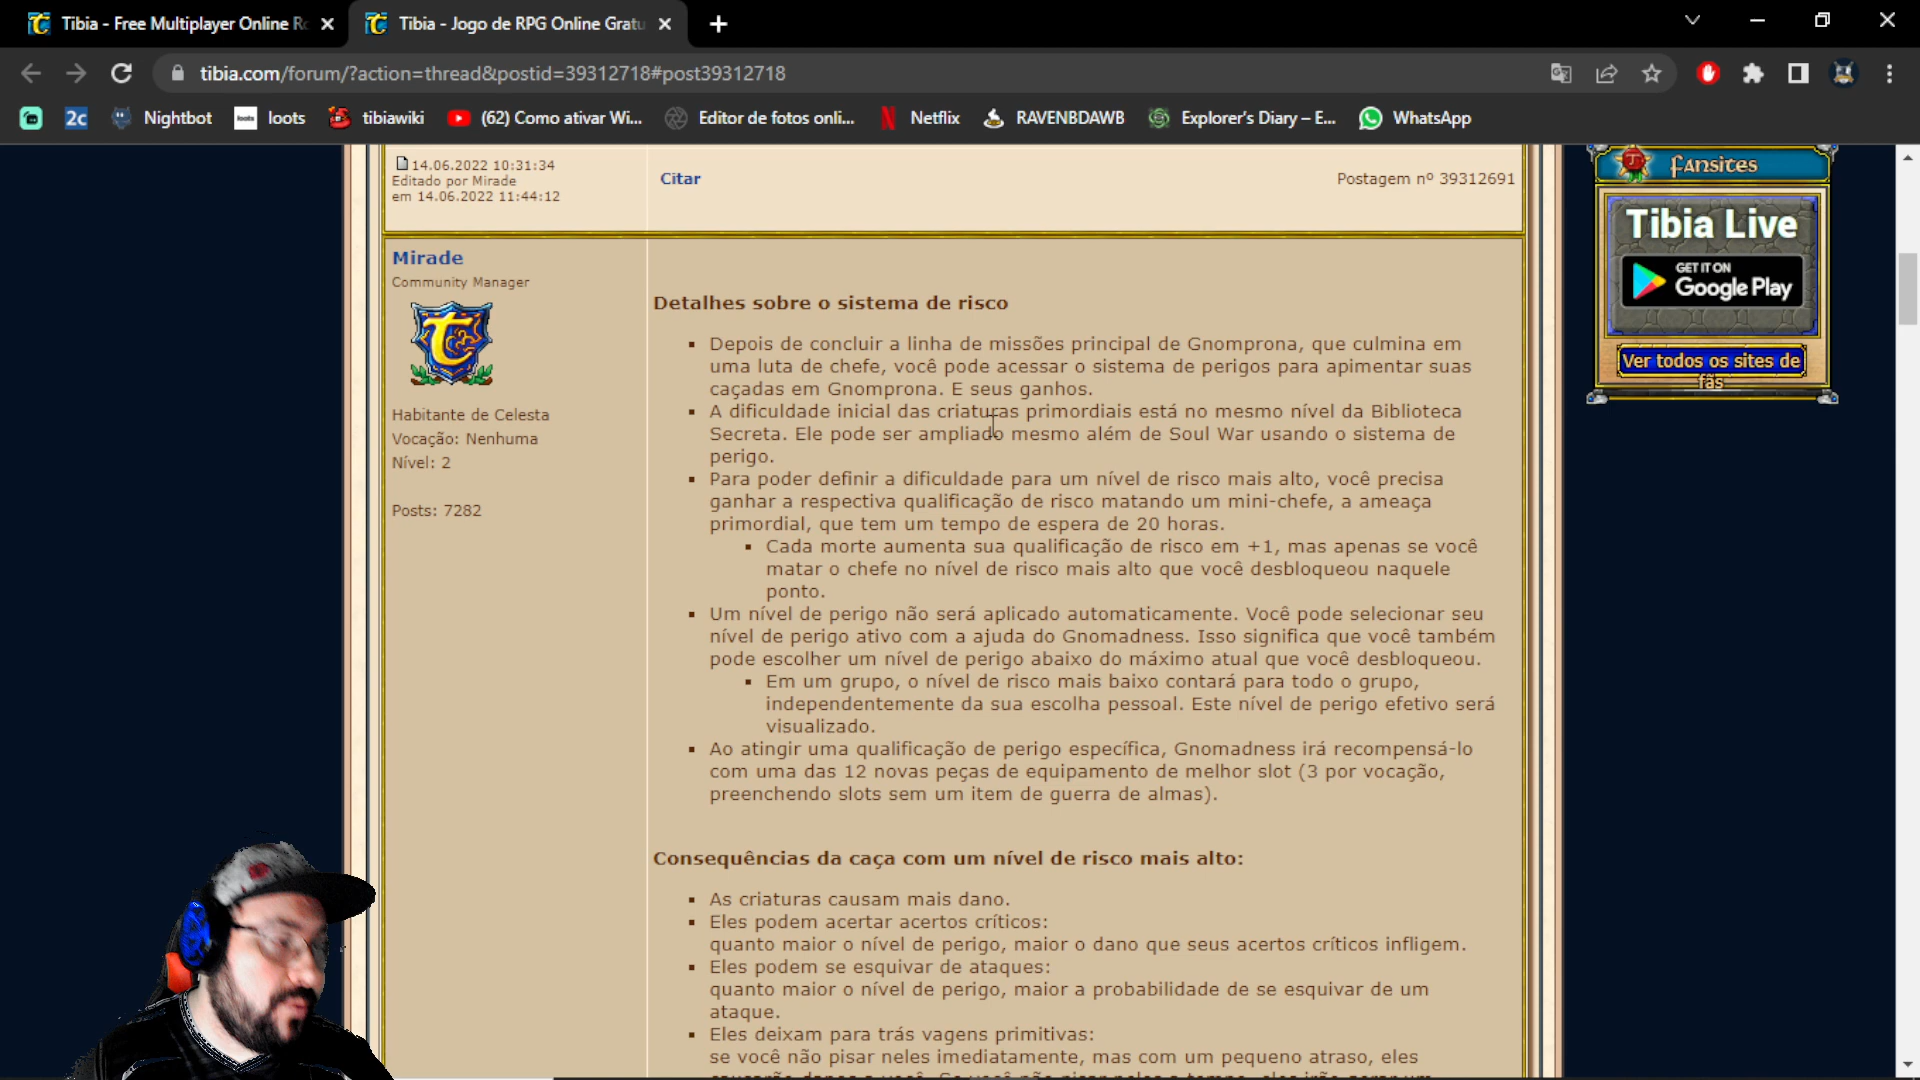 Tibia - Free Multiplayer Online Ro
Tibia - Jogo de RPG Online Gratu
tibia.com/forum/?action=thread&postid=39312718#post39312718
2c
Nightbot
loots
loots
tibiawiki
(62) Como ativar Wi...
Editor de fotos onli...
Netflix
RAVENBDAWB
Explorer's Diary – E...
WhatsApp
14.06.2022 10:31:34
Editado por Mirade
em 14.06.2022 11:44:12
Citar
Postagem nº 39312691
Mirade
Community Manager
Habitante de Celesta
Vocação: Nenhuma
Nível: 2
Posts: 7282
Detalhes sobre o sistema de risco
Depois de concluir a linha de missões principal de Gnomprona, que culmina em
uma luta de chefe, você pode acessar o sistema de perigos para apimentar suas
caçadas em Gnomprona. E seus ganhos.
A dificuldade inicial das criaturas primordiais está no mesmo nível da Biblioteca
Secreta. Ele pode ser ampliado mesmo além de Soul War usando o sistema de
perigo.
Para poder definir a dificuldade para um nível de risco mais alto, você precisa
ganhar a respectiva qualificação de risco matando um mini-chefe, a ameaça
primordial, que tem um tempo de espera de 20 horas.
Cada morte aumenta sua qualificação de risco em +1, mas apenas se você
matar o chefe no nível de risco mais alto que você desbloqueou naquele
ponto.
Um nível de perigo não será aplicado automaticamente. Você pode selecionar seu
nível de perigo ativo com a ajuda do Gnomadness. Isso significa que você também
pode escolher um nível de perigo abaixo do máximo atual que você desbloqueou.
Em um grupo, o nível de risco mais baixo contará para todo o grupo,
independentemente da sua escolha pessoal. Este nível de perigo efetivo será
visualizado.
Ao atingir uma qualificação de perigo específica, Gnomadness irá recompensá-lo
com uma das 12 novas peças de equipamento de melhor slot (3 por vocação,
preenchendo slots sem um item de guerra de almas).
Consequências da caça com um nível de risco mais alto:
As criaturas causam mais dano.
Eles podem acertar acertos críticos:
quanto maior o nível de perigo, maior o dano que seus acertos críticos infligem.
Eles podem se esquivar de ataques:
quanto maior o nível de perigo, maior a probabilidade de se esquivar de um
ataque.
Eles deixam para trás vagens primitivas:
se você não pisar neles imediatamente, mas com um pequeno atraso, eles
Fansites
Tibia Live
GET IT ON
Google Play
Ver todos os sites de
fãs